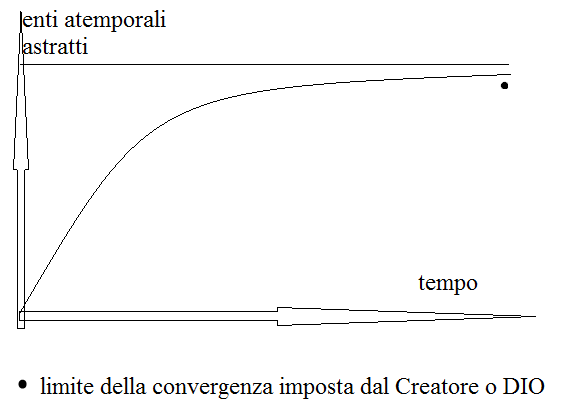 enti atemporali
astratti
tempo
• limite della convergenza imposta dal Creatore o DIO